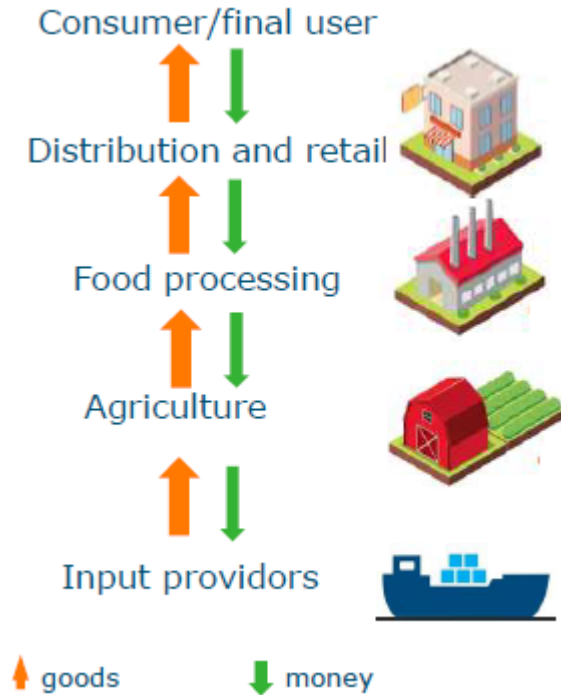 Consumer/final user
Distribution and retail
Food processing
Agriculture
Input providors
goods
money